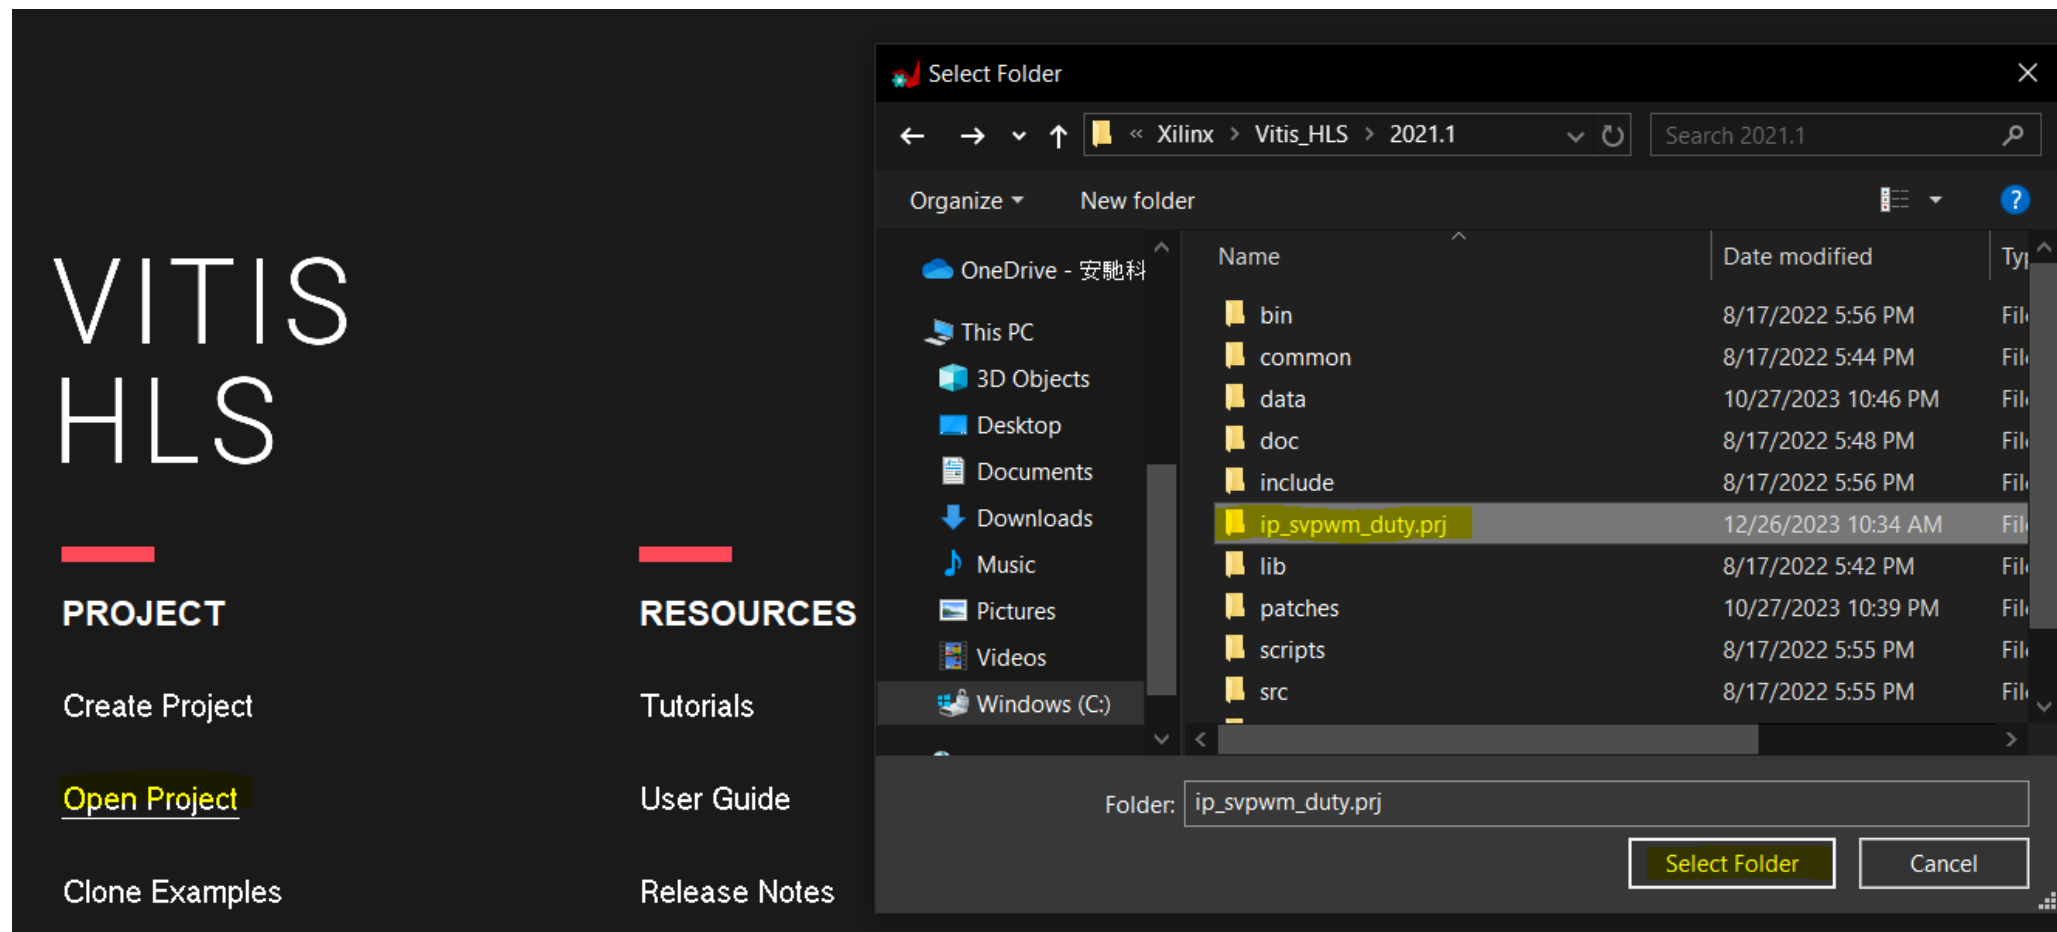 VITIS
HLS
PROJECT
Create Project
Open Project
Clone Examples
RESOURCES
Tutorials
User Guide
Release Notes
Select Folder
« Xilinx > Vitis_HLS > 2021.1
Search 2021.1
Organize
New folder
?
OneDrive - 安馳科
This PC
3D Objects
Desktop
Documents
Downloads
Music
Pictures
Videos
Windows (C:)
Name Date modified
bin 8/17/2022 5:56 PM
common 8/17/2022 5:44 PM
data 10/27/2023 10:46 PM
doc 8/17/2022 5:48 PM
include 8/17/2022 5:56 PM
ip_svpwm_duty.prj 12/26/2023 10:34 AM
lib 8/17/2022 5:42 PM
patches 10/27/2023 10:39 PM
scripts 8/17/2022 5:55 PM
src 8/17/2022 5:55 PM
Folder: ip_svpwm_duty.prj
Select Folder
Cancel